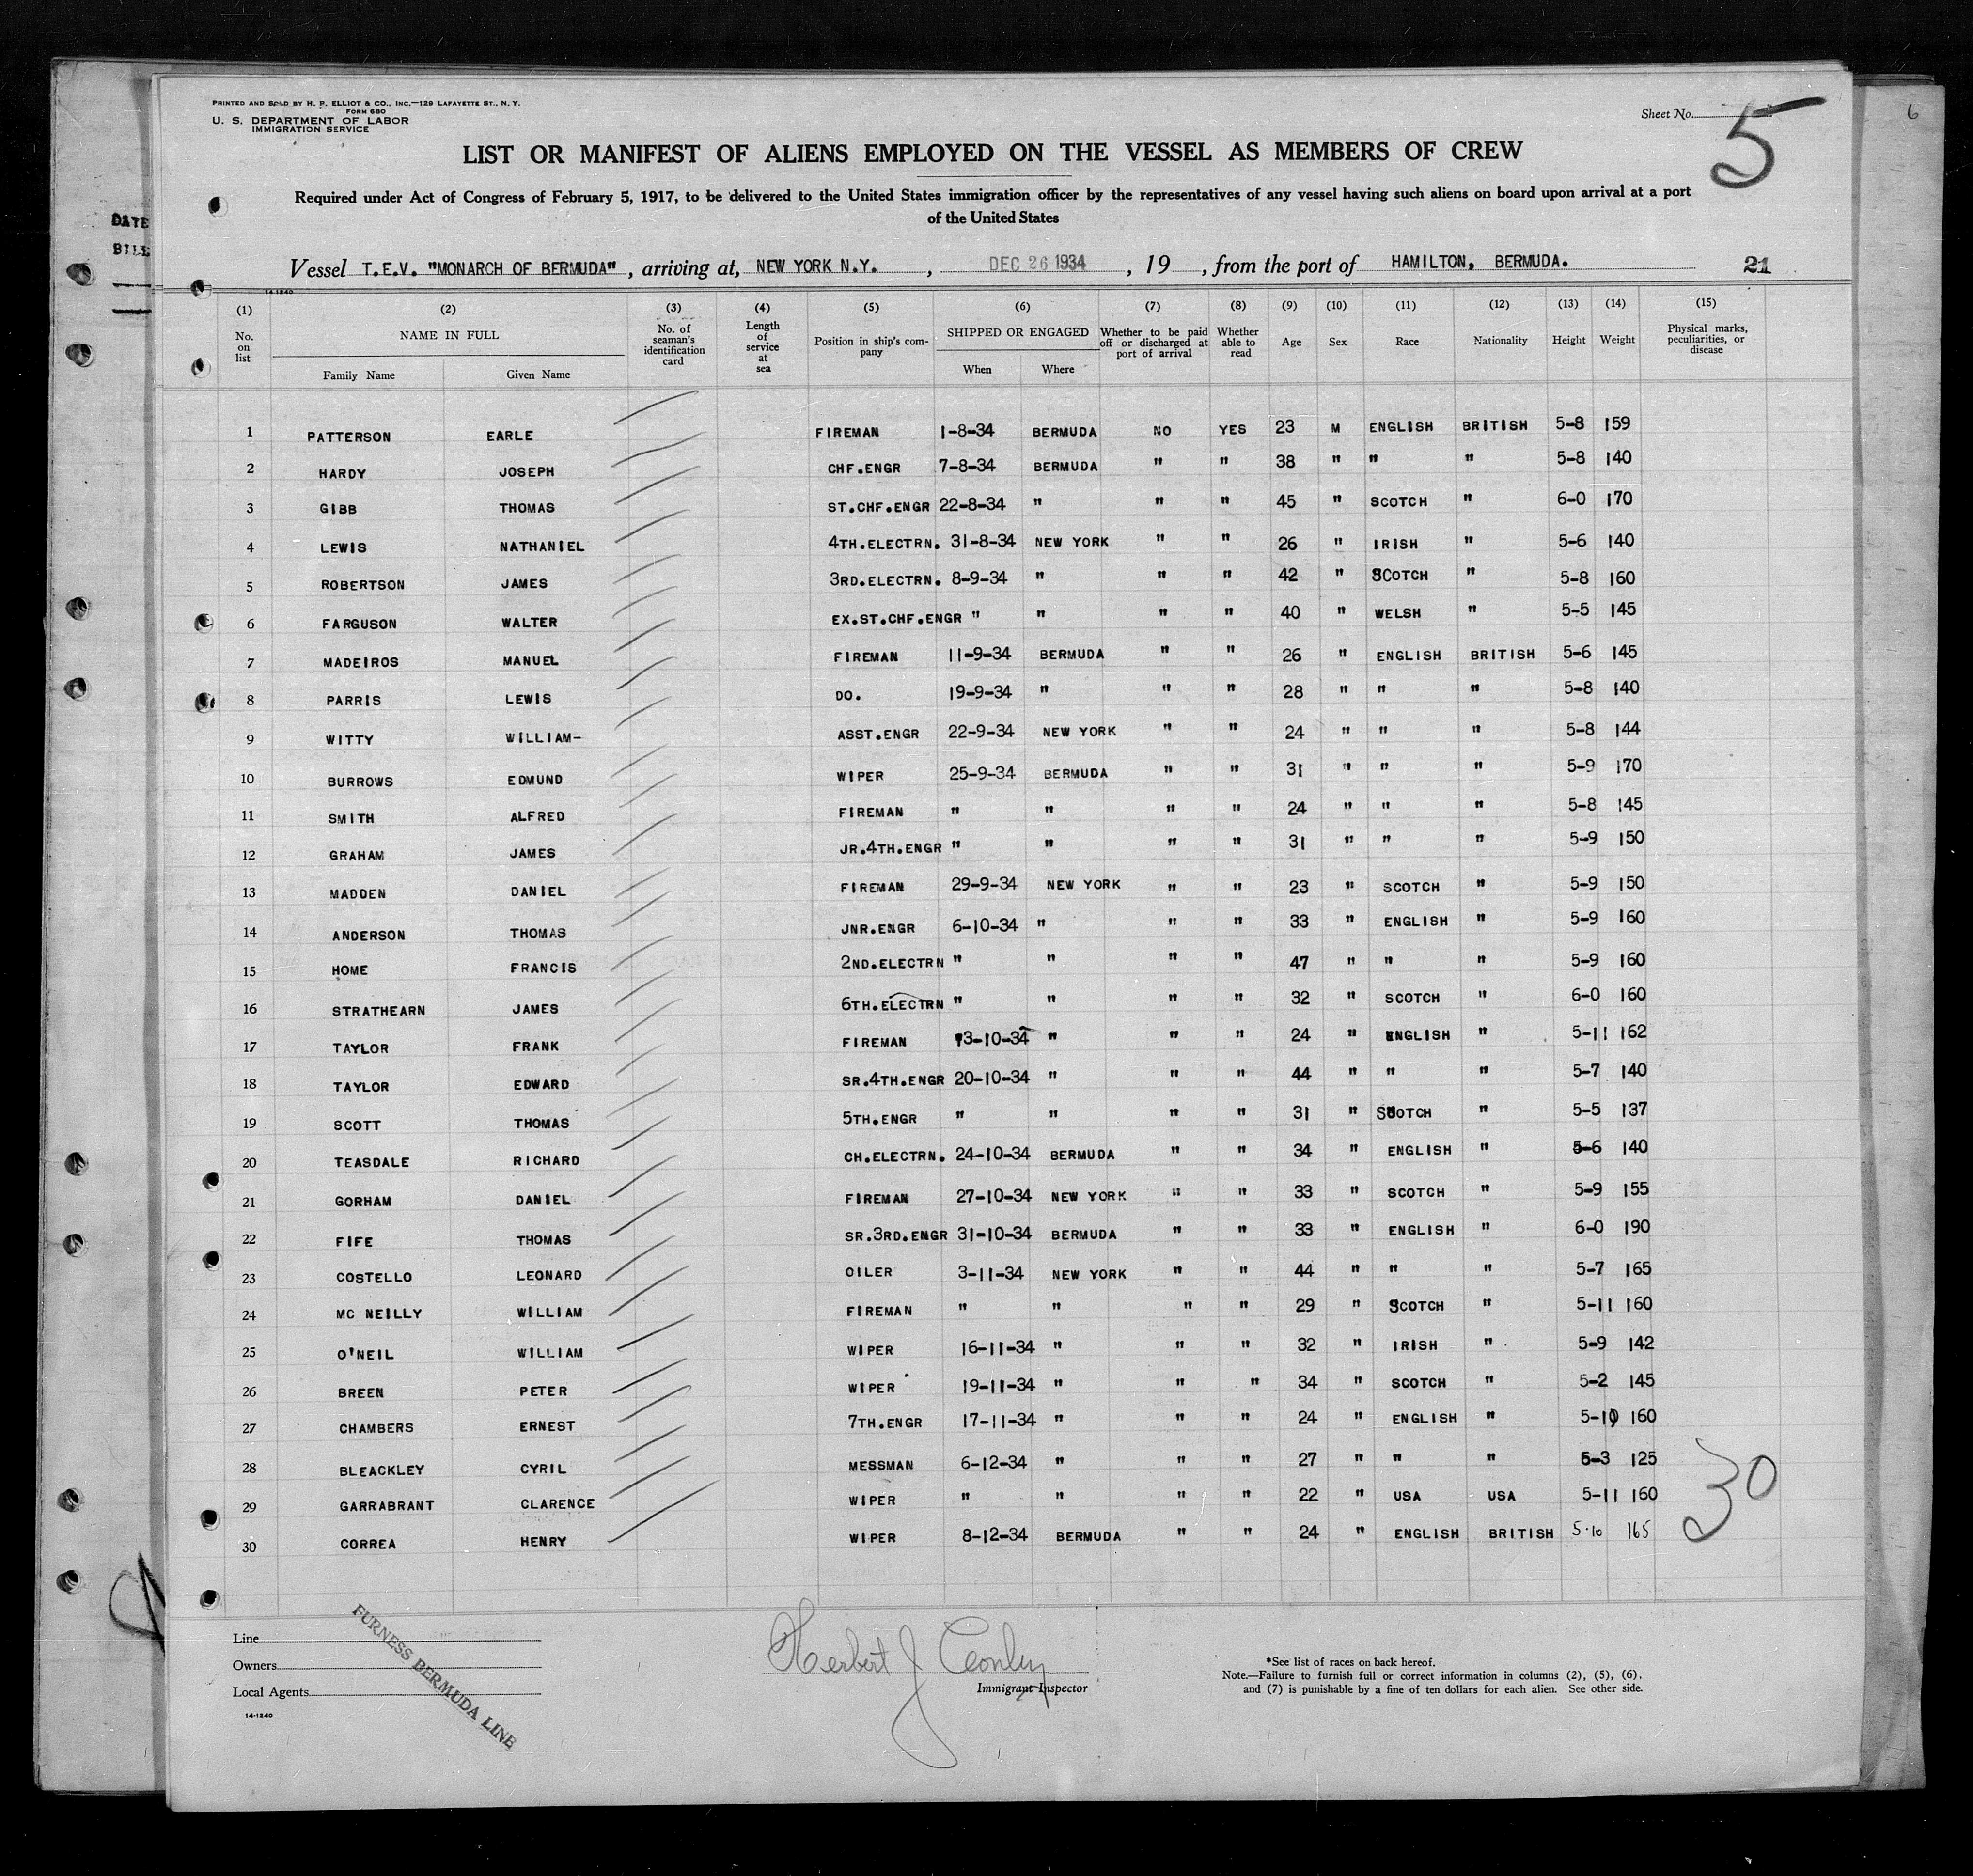 PRINTED AND SOLD BY H. P. ELLIOT & CO., INC.—129 LAFAYETTE ST., N. Y.
FORM 680
U. S. DEPARTMENT OF LABOR
IMMIGRATION SERVICE
Sheet No. 5
6
LIST OR MANIFEST OF ALIENS EMPLOYED ON THE VESSEL AS MEMBERS OF CREW
Required under Act of Congress of February 5, 1917, to be delivered to the United States immigration officer by the representatives of any vessel having such aliens on board upon arrival at a port
of the United States
DATE
Vessel T.E.V. "MONARCH OF BERMUDA", arriving at, NEW YORK N.Y., DEC 26 1934, 19 , from the port of HAMILTON, BERMUDA. 21
14-1240
(1) (2) (3) (4) (5) (6) (7) (8) (9) (10) (11) (12) (13) (14) (15)
No. on list NAME IN FULL Family Name Given Name No. of seaman's identification card Length of service at sea Position in ship's company SHIPPED OR ENGAGED When Where Whether to be paid off or discharged at port of arrival Whether able to read Age Sex Race Nationality Height Weight Physical marks, peculiarities, or disease
1 PATTERSON EARLE FIREMAN 1-8-34 BERMUDA NO YES 23 M ENGLISH BRITISH 5-8 159
2 HARDY JOSEPH CHF.ENGR 7-8-34 BERMUDA " " 38 " " " 5-8 140
3 GIBB THOMAS ST.CHF.ENGR 22-8-34 " " " 45 " SCOTCH " 6-0 170
4 LEWIS NATHANIEL 4TH.ELECTRN. 31-8-34 NEW YORK " " 26 " IRISH " 5-6 140
5 ROBERTSON JAMES 3RD.ELECTRN. 8-9-34 " " " 42 " SCOTCH " 5-8 160
6 FARGUSON WALTER EX.ST.CHF.ENGR " " " " 40 " WELSH " 5-5 145
7 MADEIROS MANUEL FIREMAN 11-9-34 BERMUDA " " 26 " ENGLISH BRITISH 5-6 145
8 PARRIS LEWIS DO. 19-9-34 " " " 28 " " " 5-8 140
9 WITTY WILLIAM- ASST.ENGR 22-9-34 NEW YORK " " 24 " " " 5-8 144
10 BURROWS EDMUND WIPER 25-9-34 BERMUDA " " 31 " " " 5-9 170
11 SMITH ALFRED FIREMAN " " " " 24 " " " 5-8 145
12 GRAHAM JAMES JR.4TH.ENGR " " " " 31 " " " 5-9 150
13 MADDEN DANIEL FIREMAN 29-9-34 NEW YORK " " 23 " SCOTCH " 5-9 150
14 ANDERSON THOMAS JNR.ENGR 6-10-34 " " " 33 " ENGLISH " 5-9 160
15 HOME FRANCIS 2ND.ELECTRN " " " " 47 " " " 5-9 160
16 STRATHEARN JAMES 6TH.ELECTRN " " " " 32 " SCOTCH " 6-0 160
17 TAYLOR FRANK FIREMAN 13-10-34 " " " 24 " ENGLISH " 5-11 162
18 TAYLOR EDWARD SR.4TH.ENGR 20-10-34 " " " 44 " " " 5-7 140
19 SCOTT THOMAS 5TH.ENGR " " " " 31 " SCOTCH " 5-5 137
20 TEASDALE RICHARD CH.ELECTRN. 24-10-34 BERMUDA " " 34 " ENGLISH " 5-6 140
21 GORHAM DANIEL FIREMAN 27-10-34 NEW YORK " " 33 " SCOTCH " 5-9 155
22 FIFE THOMAS SR.3RD.ENGR 31-10-34 BERMUDA " " 33 " ENGLISH " 6-0 190
23 COSTELLO LEONARD OILER 3-11-34 NEW YORK " " 44 " " " 5-7 165
24 MC NEILLY WILLIAM FIREMAN " " " " 29 " SCOTCH " 5-11 160
25 O'NEIL WILLIAM WIPER 16-11-34 " " " 32 " IRISH " 5-9 142
26 BREEN PETER WIPER 19-11-34 " " " 34 " SCOTCH " 5-2 145
27 CHAMBERS ERNEST 7TH.ENGR 17-11-34 " " " 24 " ENGLISH " 5-10 160
28 BLEACKLEY CYRIL MESSMAN 6-12-34 " " " 27 " " " 5-3 125
29 GARRABRANT CLARENCE WIPER " " " " 22 " USA USA 5-11 160
30 CORREA HENRY WIPER 8-12-34 BERMUDA " " 24 " ENGLISH BRITISH 5·10 165
30
Line
Owners
Local Agents
14-1240
FURNESS BERMUDA LINE
Herbert J
Immigrant Inspector
*See list of races on back hereof.
Note.—Failure to furnish full or correct information in columns (2), (5), (6),
and (7) is punishable by a fine of ten dollars for each alien. See other side.